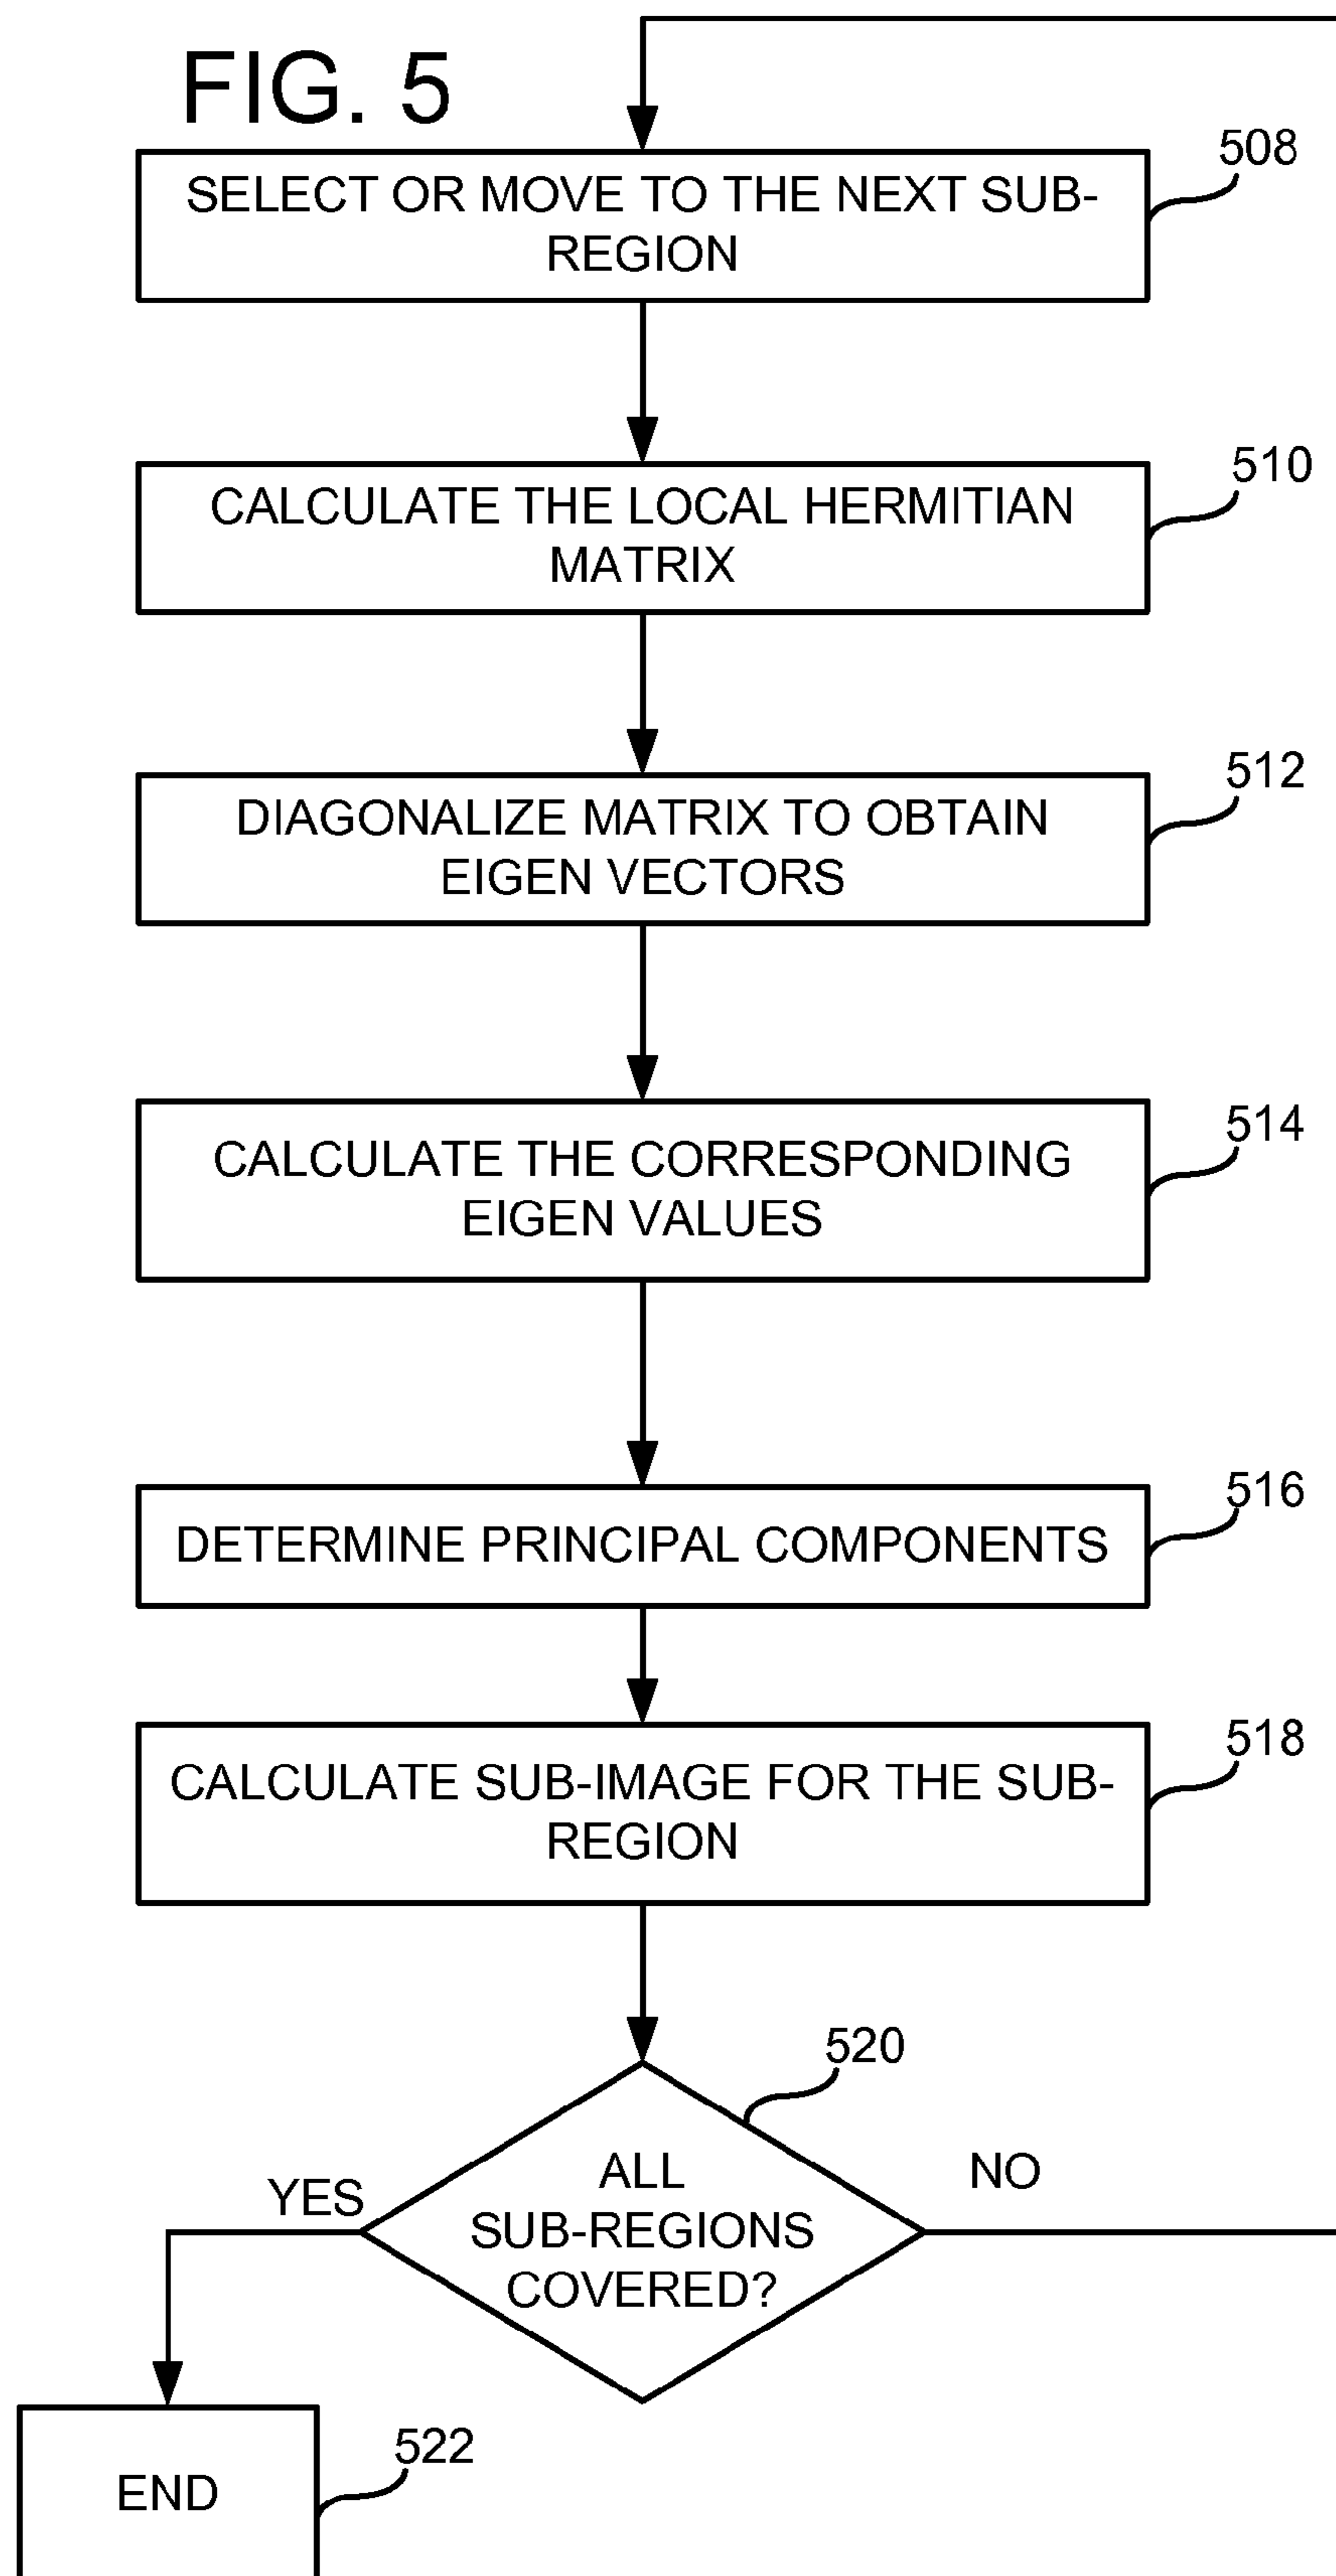 FIG. 5
508
SELECT OR MOVE TO THE NEXT SUB-
REGION
510
CALCULATE THE LOCAL HERMITIAN
MATRIX
512
DIAGONALIZE MATRIX TO OBTAIN
EIGEN VECTORS
514
CALCULATE THE CORRESPONDING
EIGEN VALUES
516
DETERMINE PRINCIPAL COMPONENTS
518
CALCULATE SUB-IMAGE FOR THE SUB-
REGION
520
ALL
SUB-REGIONS
COVERED?
YES
NO
522
END